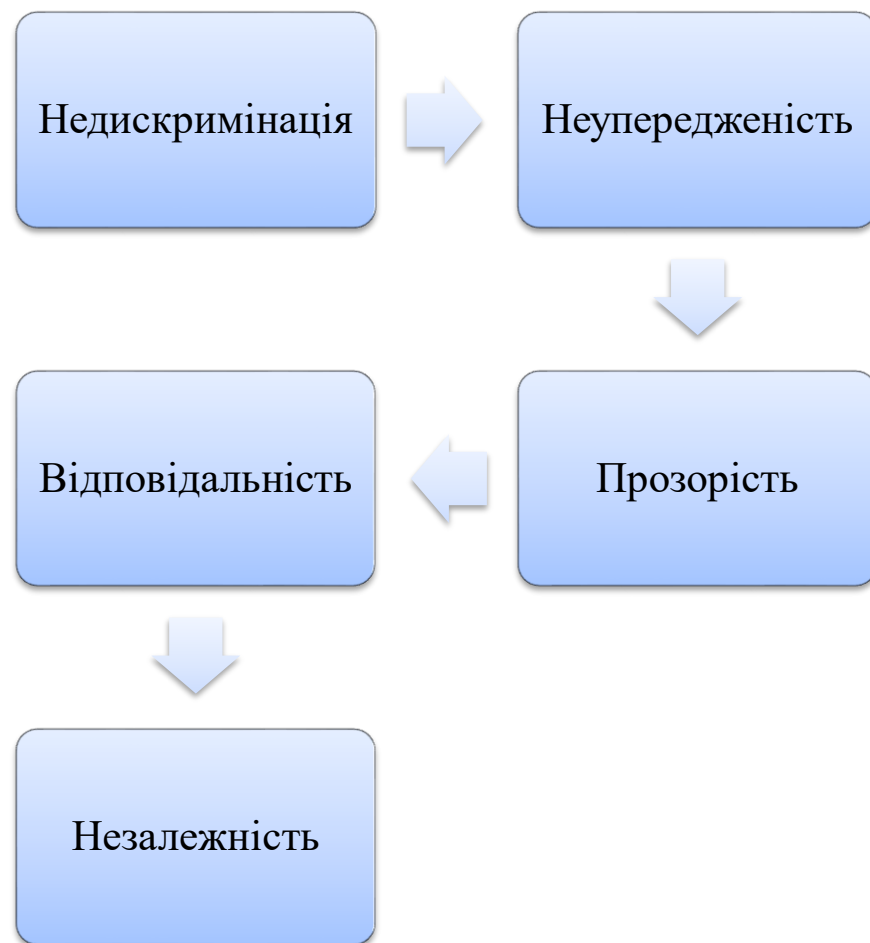 Недискримінація
Неупередженість
Прозорість
Відповідальність
Незалежність